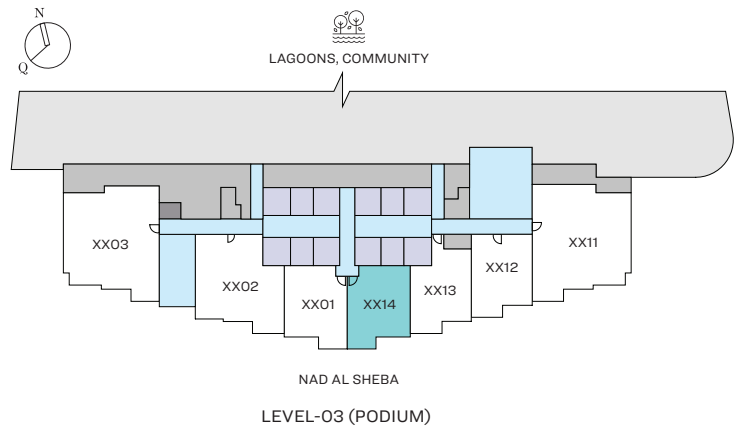 N
Q
LAGOONS, COMMUNITY
XX03
XX02
XX01
XX14
XX13
XX12
XX11
NAD AL SHEBA
LEVEL-03 (PODIUM)